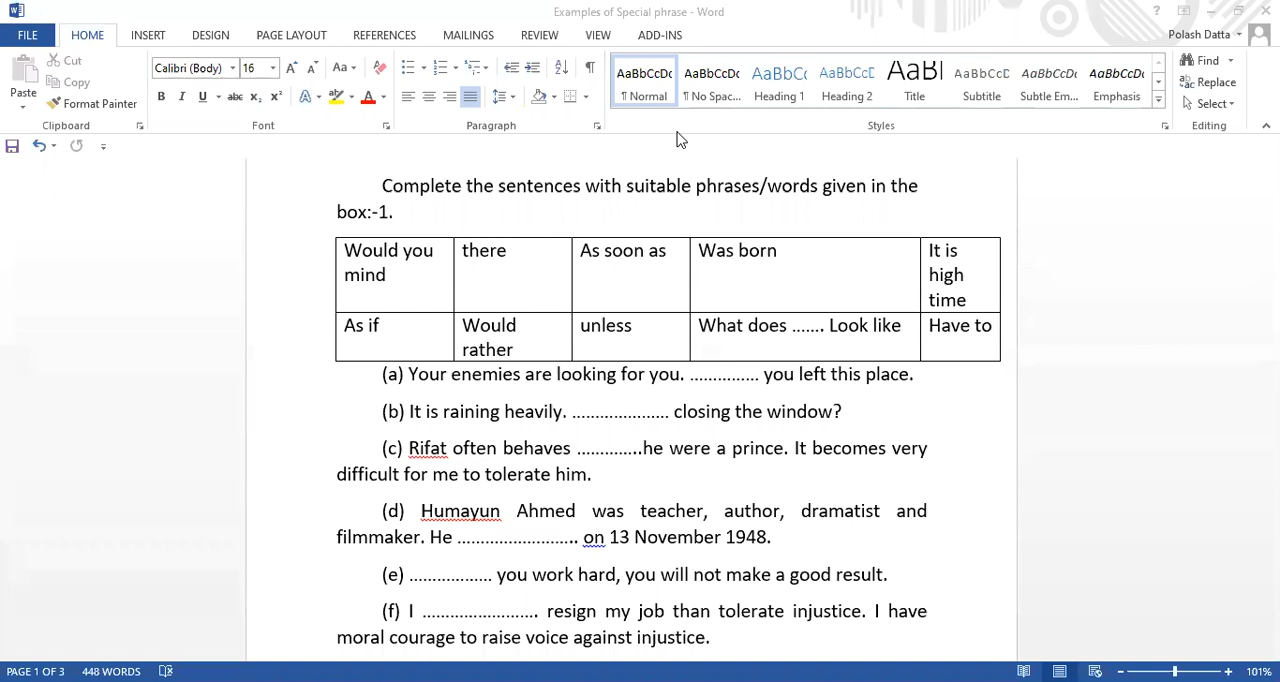 Examples of Special phrase - Word
?
FILE HOME INSERT DESIGN PAGE LAYOUT REFERENCES MAILINGS REVIEW VIEW ADD-INS Polash Datta
Paste Cut Copy Format Painter
Clipboard
Calibri (Body) 16 A A Aa
B I U abc X₂ X² A A
Font
Paragraph
AaBbCcDc AaBbCcDc AaBbCc AaBbCcD AaBl AaBbCcD AaBbCcDc AaBbCcDc
¶ Normal ¶ No Spac... Heading 1 Heading 2 Title Subtitle Subtle Em... Emphasis
Styles
Find
Replace
Select
Editing
Complete the sentences with suitable phrases/words given in the
box:-1.
Would you mind there As soon as Was born It is high time
As if Would rather unless What does ....... Look like Have to
(a) Your enemies are looking for you. ............... you left this place.
(b) It is raining heavily. ..................... closing the window?
(c) Rifat often behaves ..............he were a prince. It becomes very
difficult for me to tolerate him.
(d) Humayun Ahmed was teacher, author, dramatist and
filmmaker. He .......................... on 13 November 1948.
(e) .................. you work hard, you will not make a good result.
(f) I ......................... resign my job than tolerate injustice. I have
moral courage to raise voice against injustice.
PAGE 1 OF 3 448 WORDS 101%